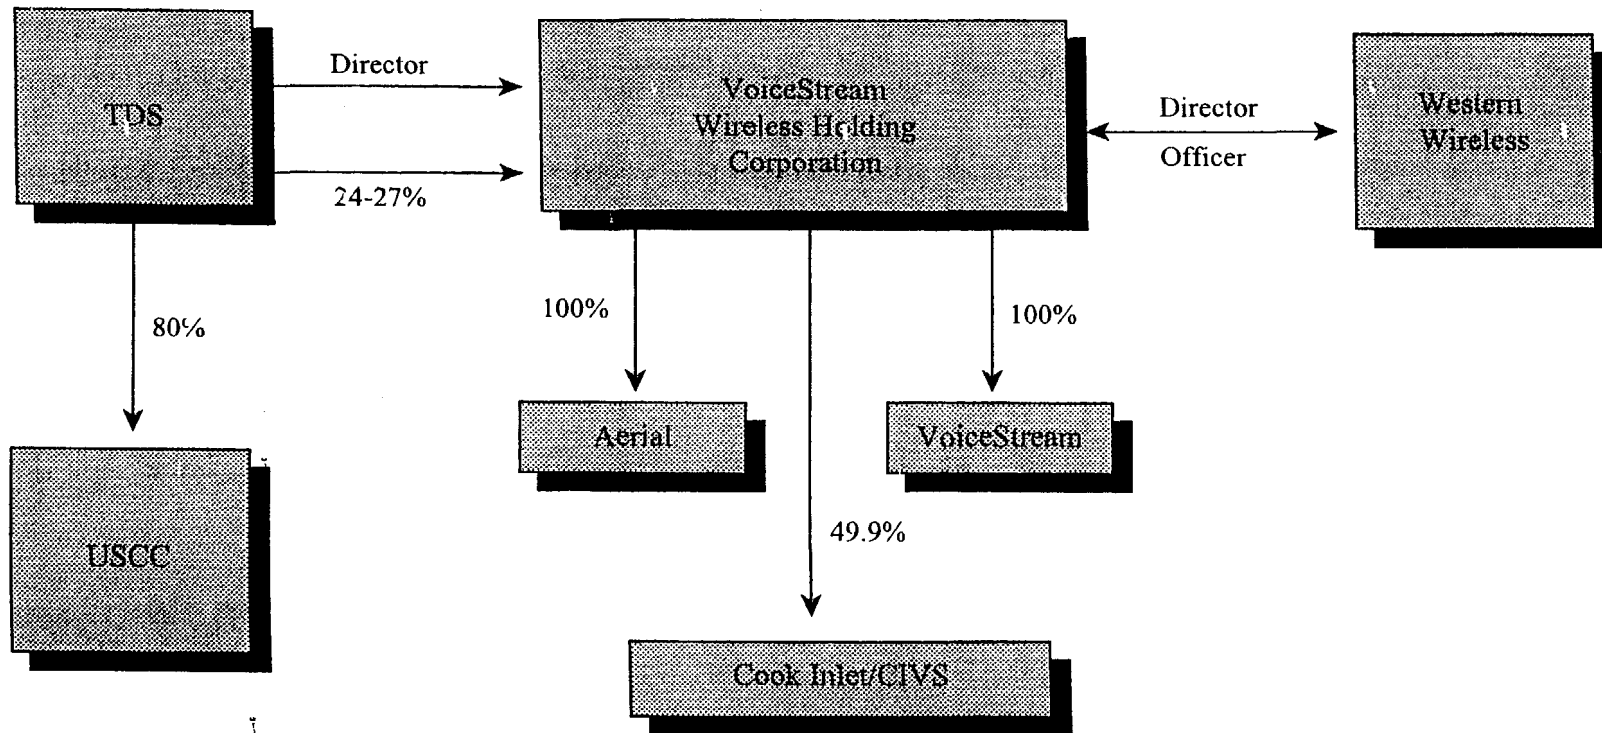 TDS
Director
24-27%
VoiceStream
Wireless Holding
Corporation
Director
Officer
Western
Wireless
80%
100%
100%
Aerial
VoiceStream
USCC
49.9%
Cook Inlet/CIVS